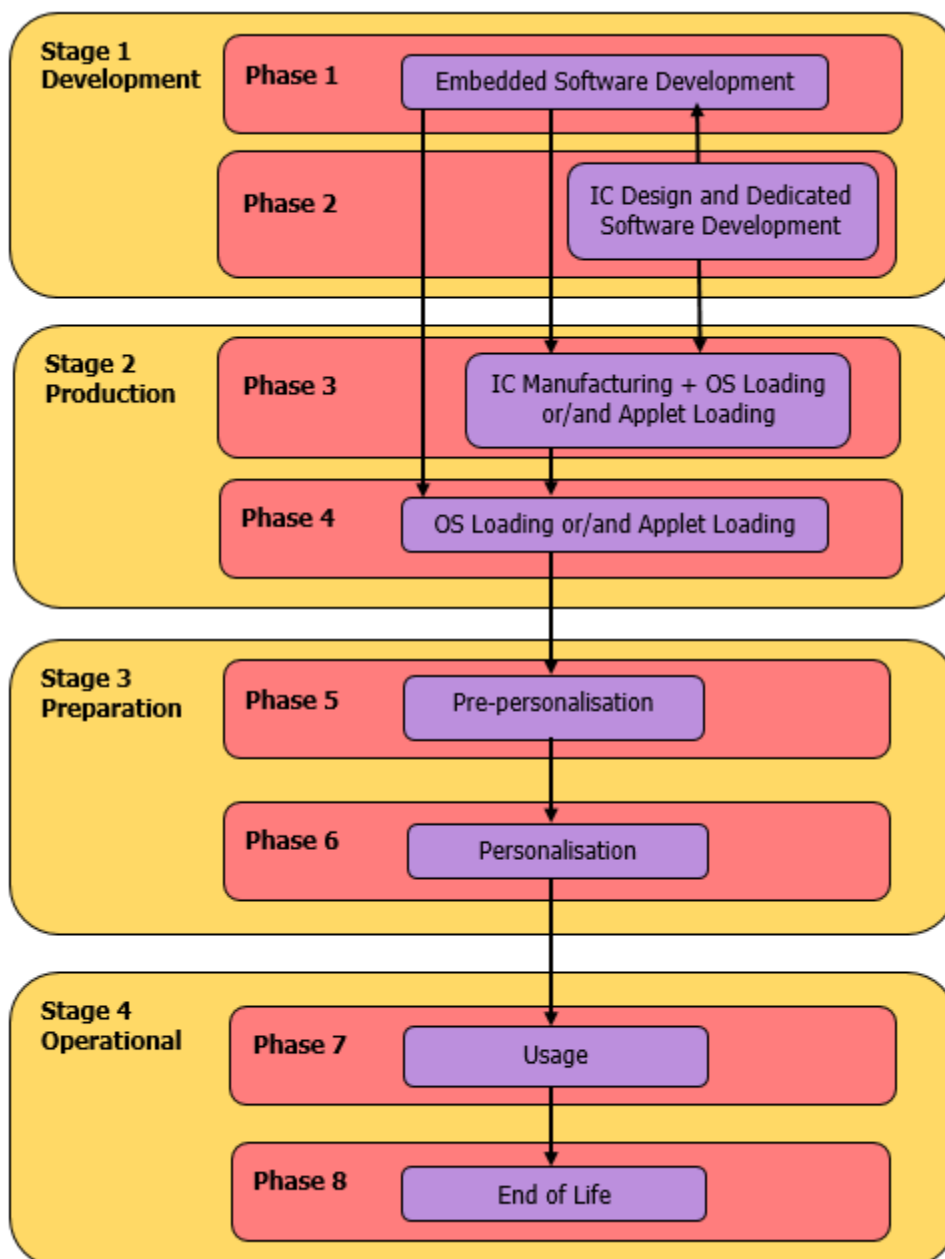 Stage 1
Development
Phase 1
Embedded Software Development
Phase 2
IC Design and Dedicated
Software Development
Stage 2
Production
Phase 3
IC Manufacturing + OS Loading
or/and Applet Loading
Phase 4
OS Loading or/and Applet Loading
Stage 3
Preparation
Phase 5
Pre-personalisation
Phase 6
Personalisation
Stage 4
Operational
Phase 7
Usage
Phase 8
End of Life